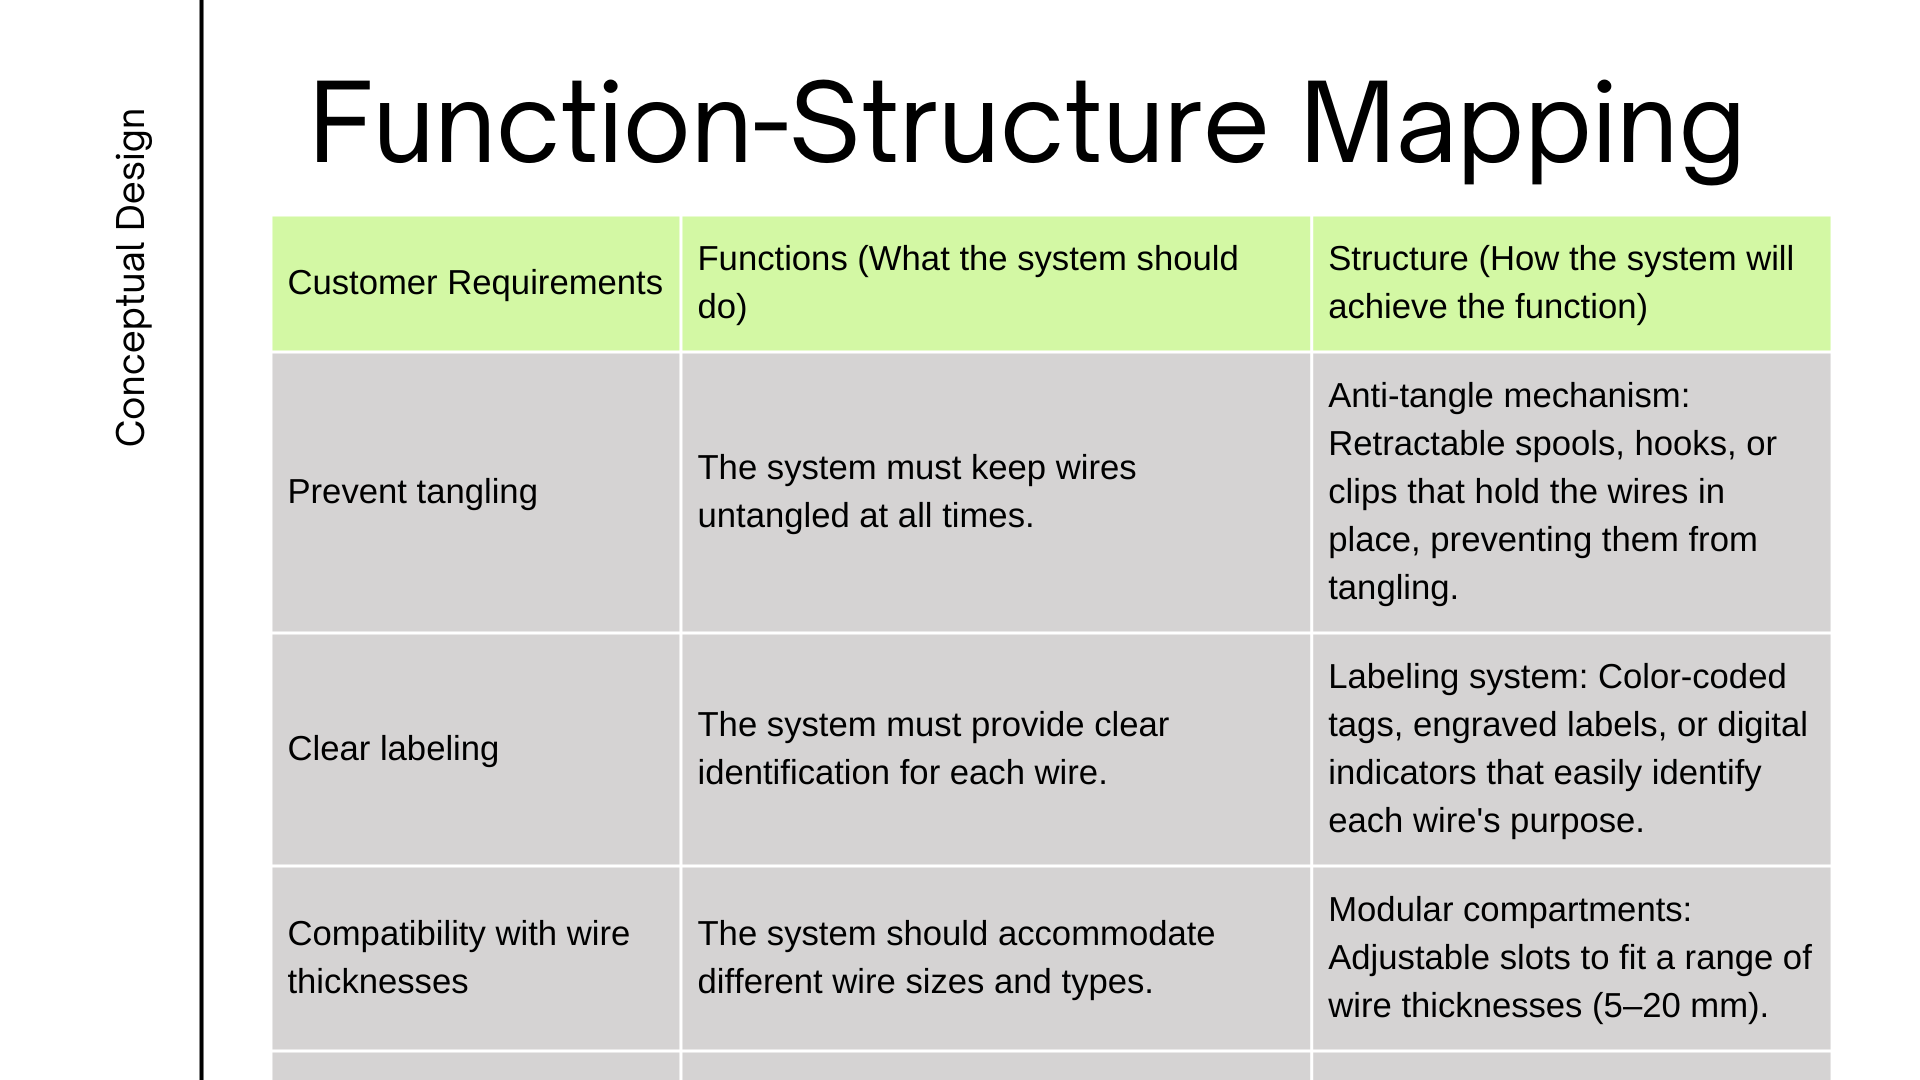 Conceptual Design
Function-Structure Mapping
Customer Requirements
Functions (What the system should
do)
Structure (How the system will
achieve the function)
Prevent tangling
The system must keep wires
untangled at all times.
Anti-tangle mechanism:
Retractable spools, hooks, or
clips that hold the wires in
place, preventing them from
tangling.
Clear labeling
The system must provide clear
identification for each wire.
Labeling system: Color-coded
tags, engraved labels, or digital
indicators that easily identify
each wire's purpose.
Compatibility with wire
thicknesses
The system should accommodate
different wire sizes and types.
Modular compartments:
Adjustable slots to fit a range of
wire thicknesses (5–20 mm).